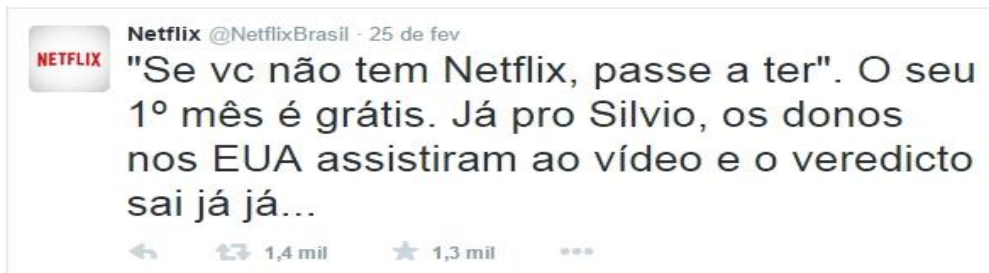 Netflix @NetflixBrasil · 25 de fev
NETFLIX
"Se vc não tem Netflix, passe a ter". O seu
1º mês é grátis. Já pro Silvio, os donos
nos EUA assistiram ao vídeo e o veredicto
sai já já...
1,4 mil 1,3 mil